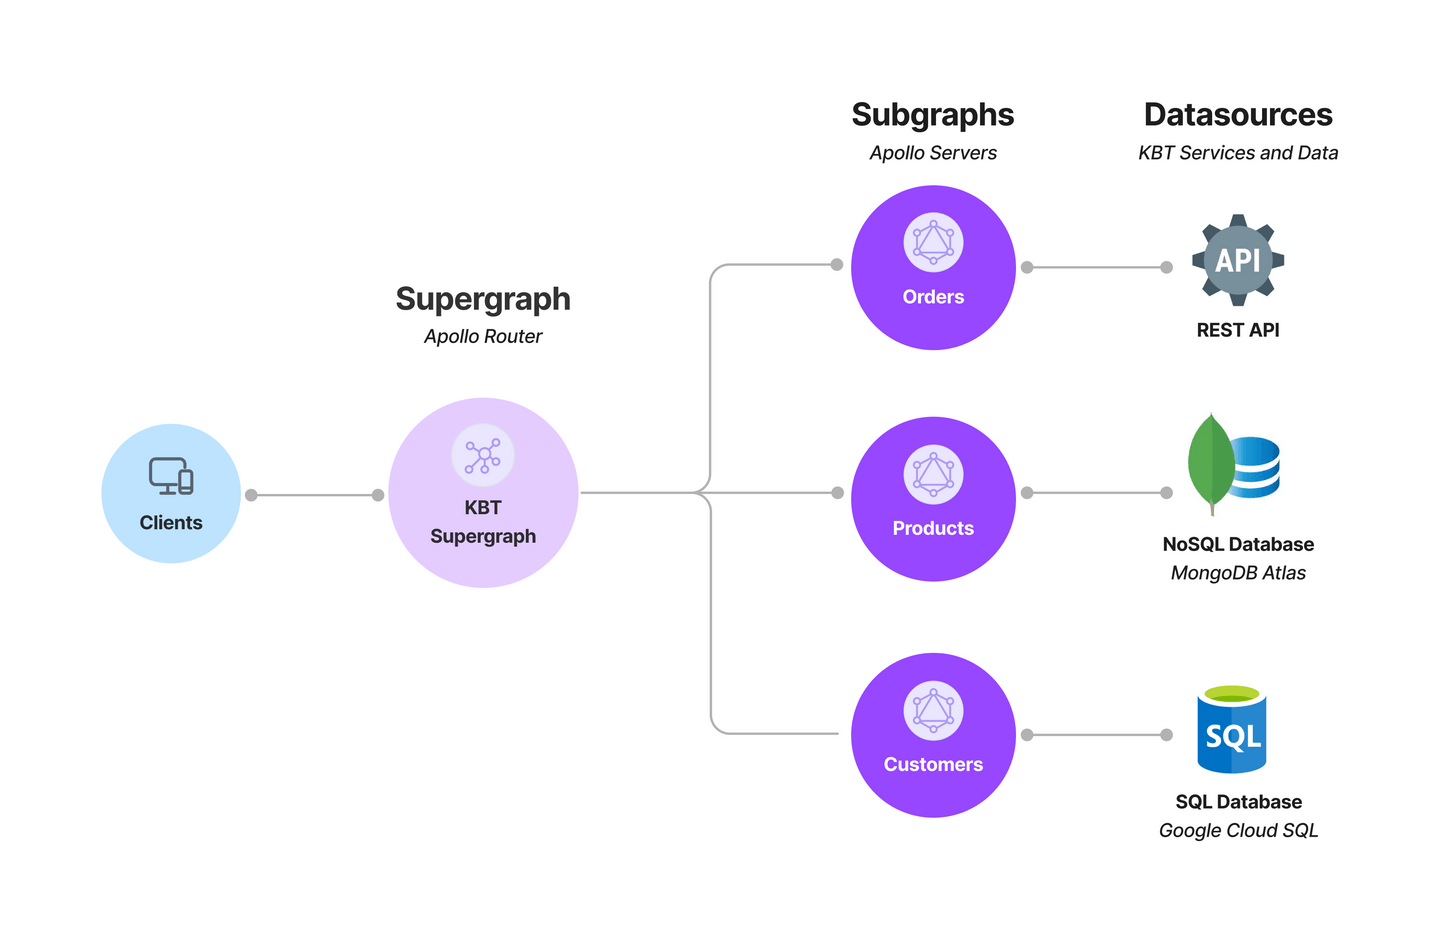 Subgraphs
Apollo Servers
Datasources
KBT Services and Data
Supergraph
Apollo Router
Clients
KBT
Supergraph
Orders
API
REST API
Products
NoSQL Database
MongoDB Atlas
Customers
SQL
SQL Database
Google Cloud SQL